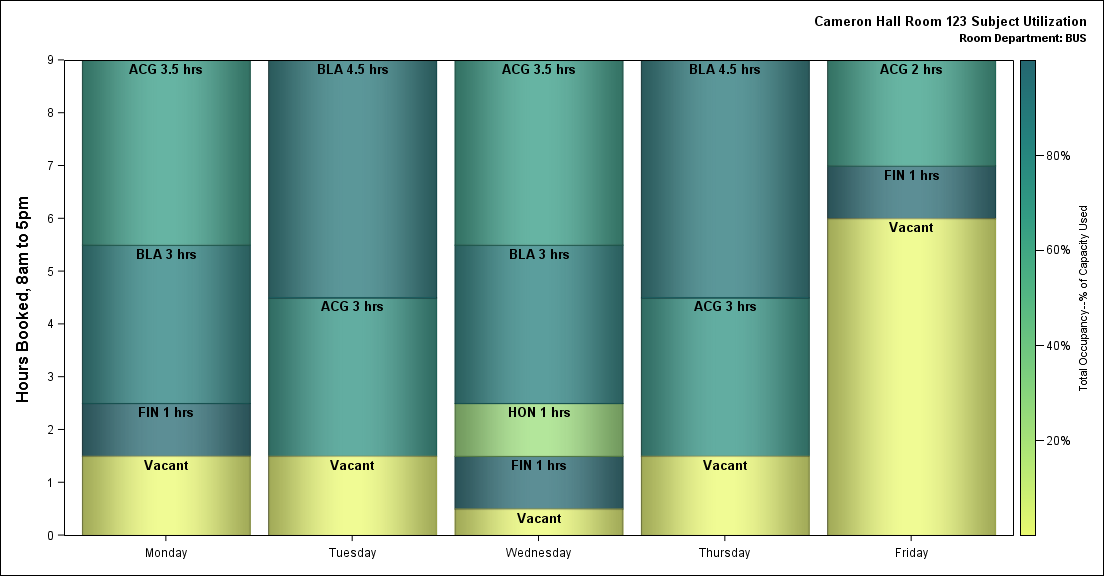 Cameron Hall Room 123 Subject Utilization
Room Department: BUS
Hours Booked, 8am to 5pm
9
8
7
6
5
4
3
2
1
0
ACG 3.5 hrs
BLA 3 hrs
FIN 1 hrs
Vacant
BLA 4.5 hrs
ACG 3 hrs
Vacant
ACG 3.5 hrs
BLA 3 hrs
HON 1 hrs
FIN 1 hrs
Vacant
BLA 4.5 hrs
ACG 3 hrs
Vacant
ACG 2 hrs
FIN 1 hrs
Vacant
Monday
Tuesday
Wednesday
Thursday
Friday
80%
60%
40%
20%
Total Occupancy--% of Capacity Used